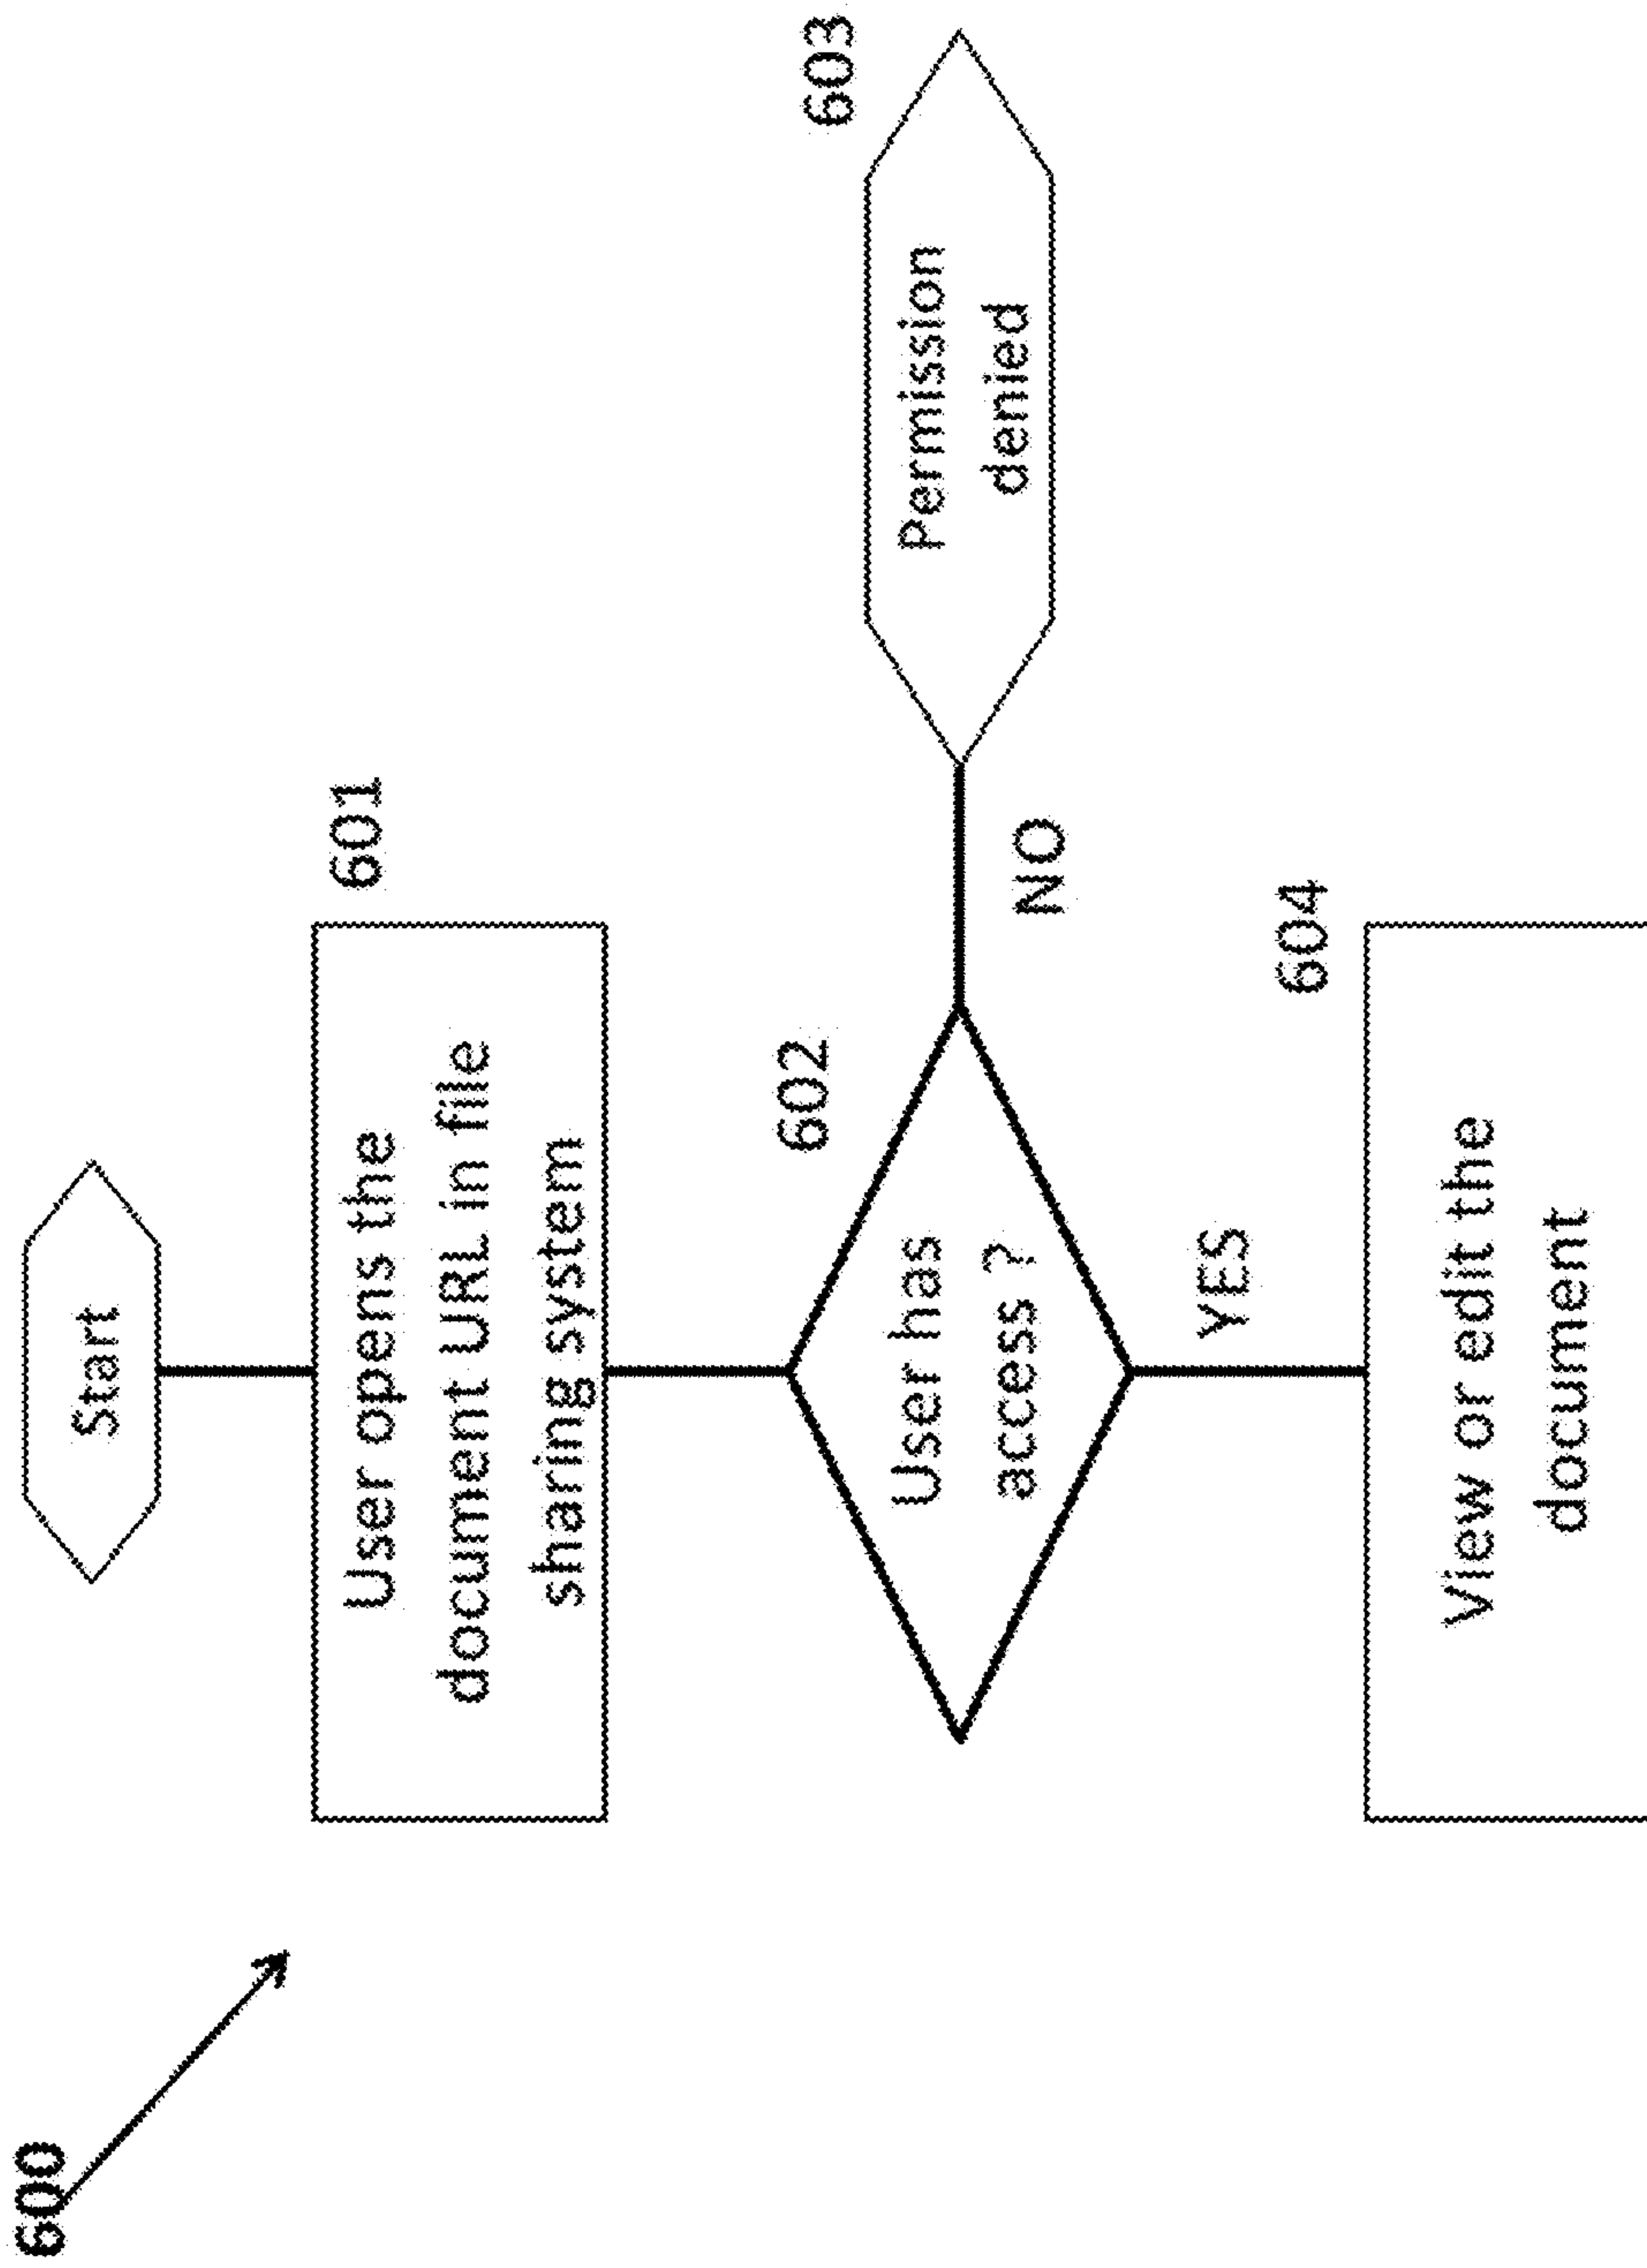 600
Start
601
User opens the
document URL in file
sharing system
602
User has
access ?
603
Permission
denied
NO
YES
604
View or edit the
document